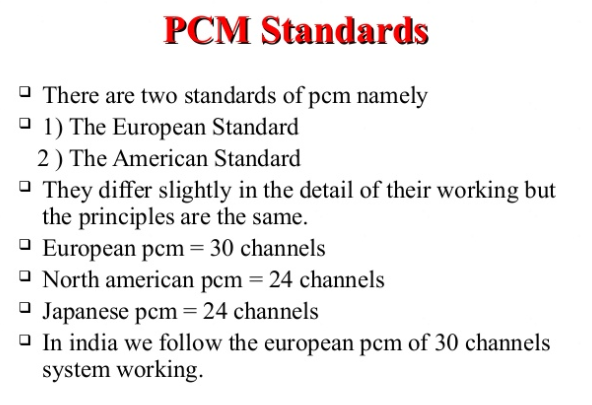 PCM Standards
❑ There are two standards of pcm namely
❑ 1) The European Standard
2 ) The American Standard
❑ They differ slightly in the detail of their working but
the principles are the same.
❑ European pcm = 30 channels
❑ North american pcm = 24 channels
❑ Japanese pcm = 24 channels
❑ In india we follow the european pcm of 30 channels
system working.